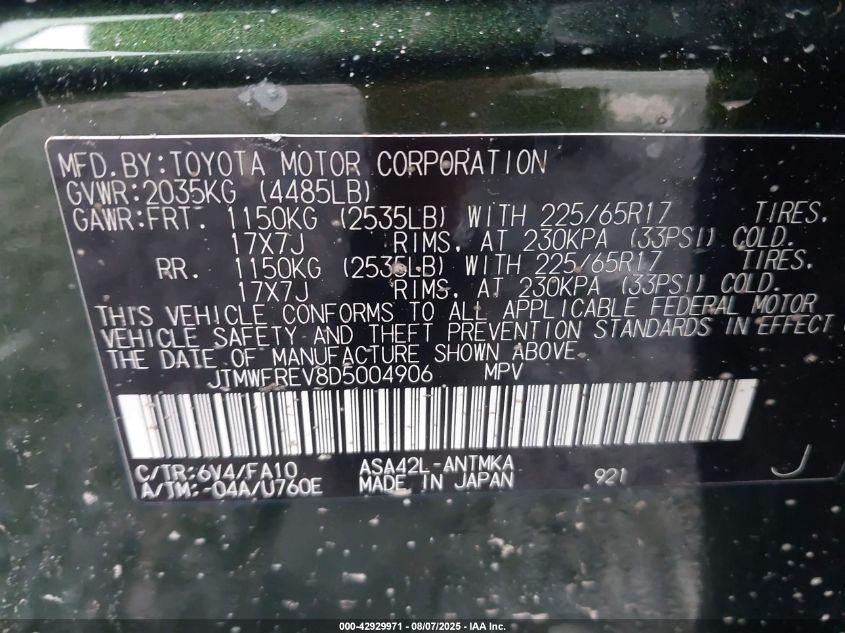 MFD.BY:TOYOTA MOTOR CORPORATION
GVWR:2035KG (4485LB)
GAWR:FRT. 1150KG (2535LB) WITH 225/65R17 TIRES.
17X7J RIMS, AT 230KPA (33PSI) COLD.
RR. 1150KG (2535LB) WITH 225/65R17 TIRES.
17X7J RIMS, AT 230KPA (33PSI) COLD.
THIS VEHICLE CONFORMS TO ALL APPLICABLE FEDERAL MOTOR
VEHICLE SAFETY AND THEFT PREVENTION STANDARDS IN EFFECT
THE DATE OF MANUFACTURE SHOWN ABOVE.
JTMWFREV8D5004906 MPV
C/TR:6V4/FA10 ASA42L-ANTMKA
A/TM:-04A/U760E MADE IN JAPAN 921
J
000-42929971 - 08/07/2025 - IAA Inc.